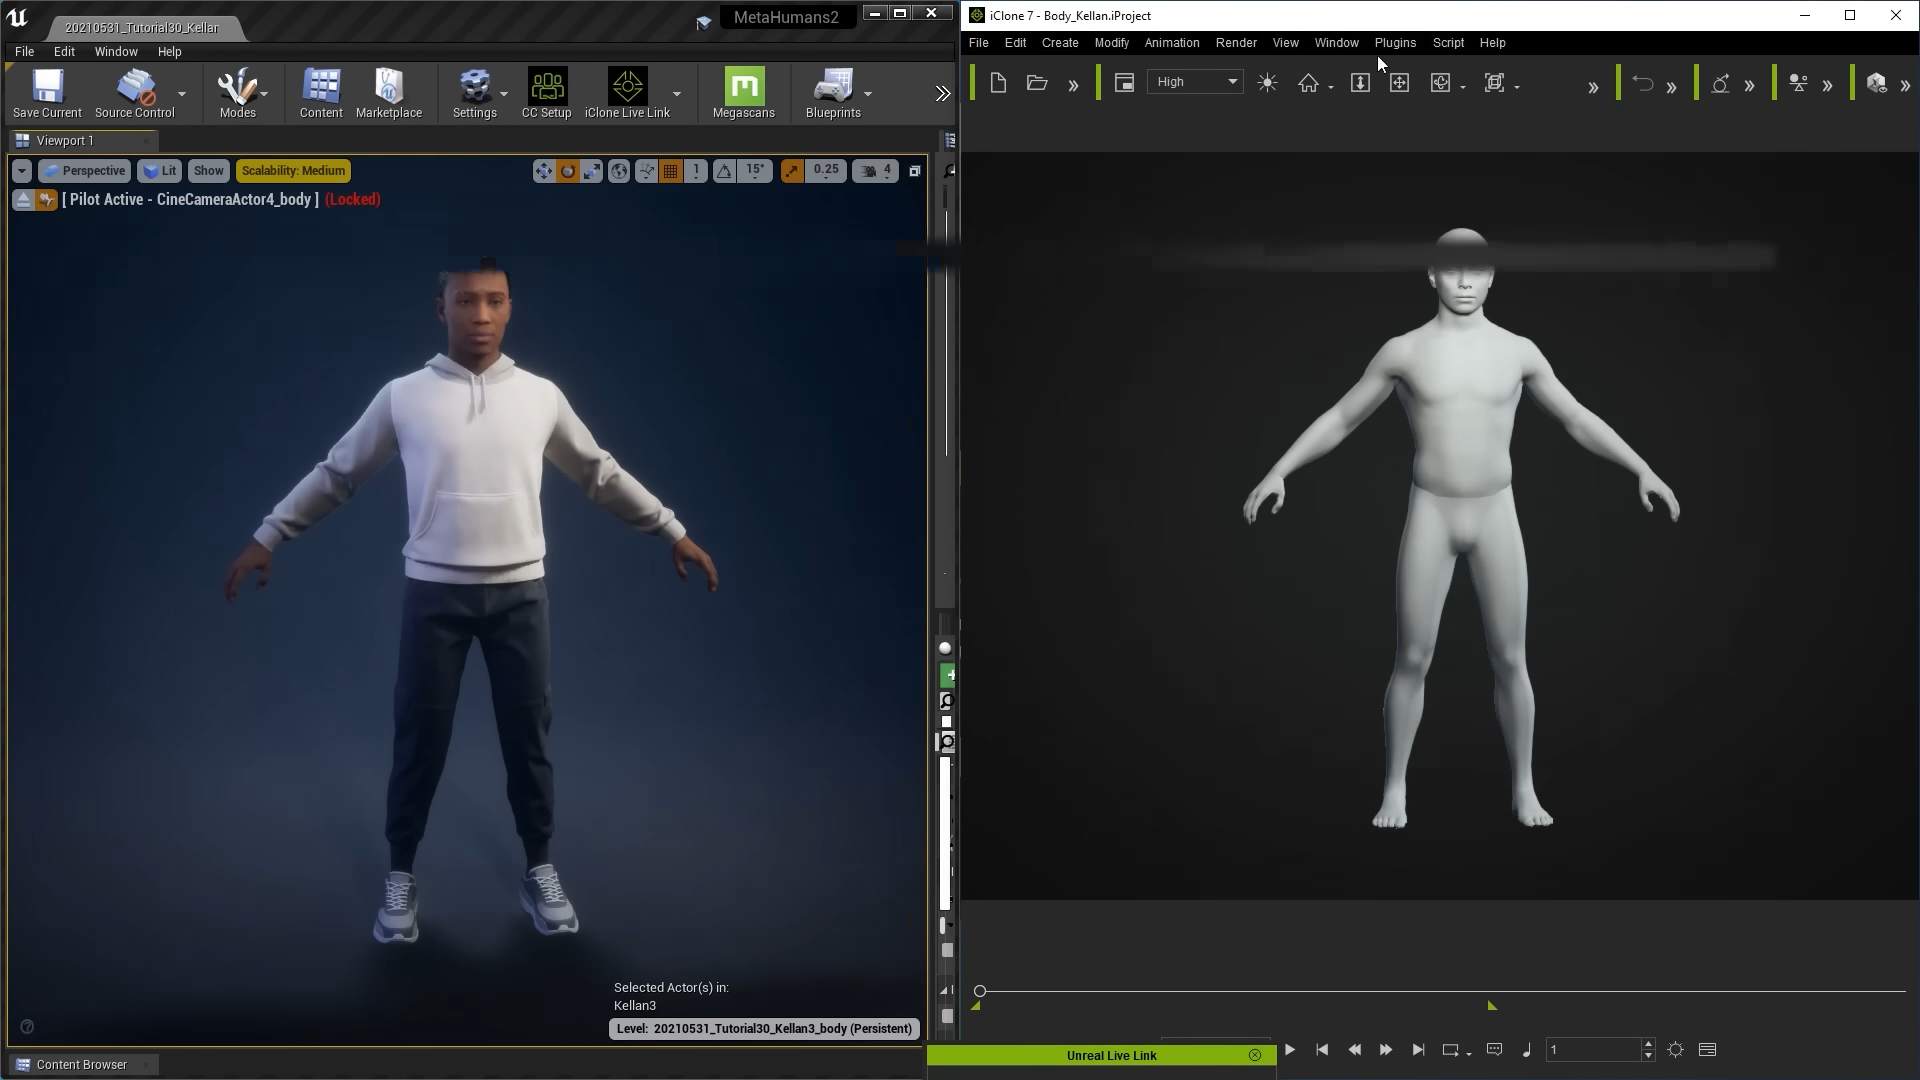 20210531_Tutorial30_Kellar
MetaHumans2
File Edit Window Help
Save Current
Source Control
Modes
Content
Marketplace
Settings
CC Setup
iClone Live Link
Megascans
Blueprints
Viewport 1
Perspective
Lit
Show
Scalability: Medium
1
15°
0.25
4
[ Pilot Active - CineCameraActor4_body ] (Locked)
Selected Actor(s) in:
Kellan3
Level: 20210531_Tutorial30_Kellan3_body (Persistent)
Content Browser
iClone 7 - Body_Kellan.iProject
File Edit Create Modify Animation Render View Window Plugins Script Help
High
Unreal Live Link
1